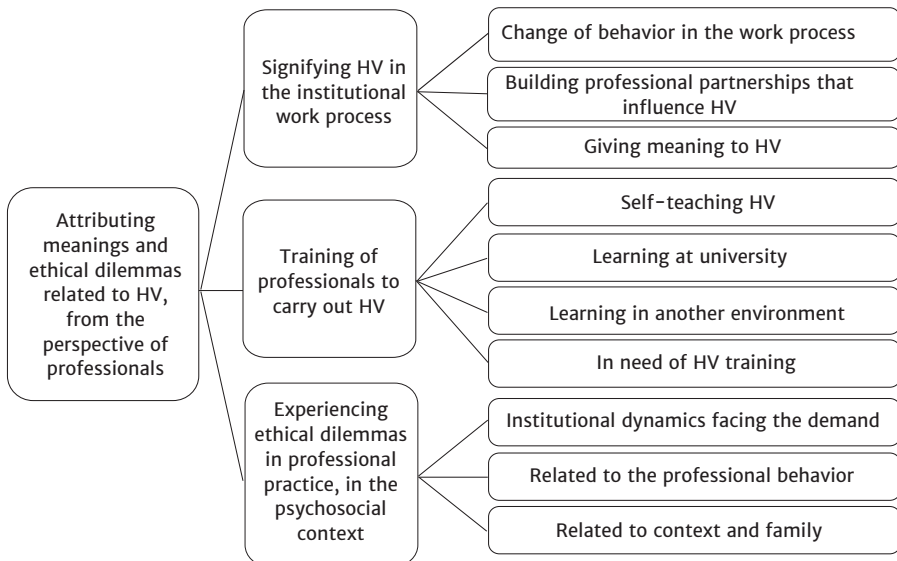 Attributing
meanings and
ethical dilemmas
related to HV,
from the
perspective of
professionals
Signifying HV in
the institutional
work process
Change of behavior in the work process
Building professional partnerships that
influence HV
Giving meaning to HV
Training of
professionals to
carry out HV
Self-teaching HV
Learning at university
Learning in another environment
In need of HV training
Experiencing
ethical dilemmas
in professional
practice, in the
psychosocial
context
Institutional dynamics facing the demand
Related to the professional behavior
Related to context and family